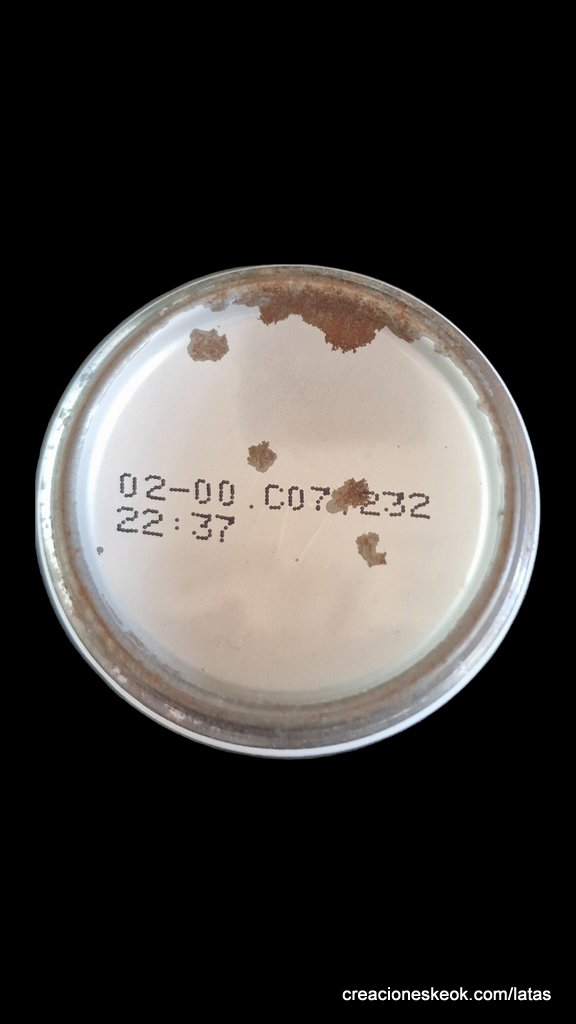 02-00 .C07 232
22:37
creacioneskeok.com/latas